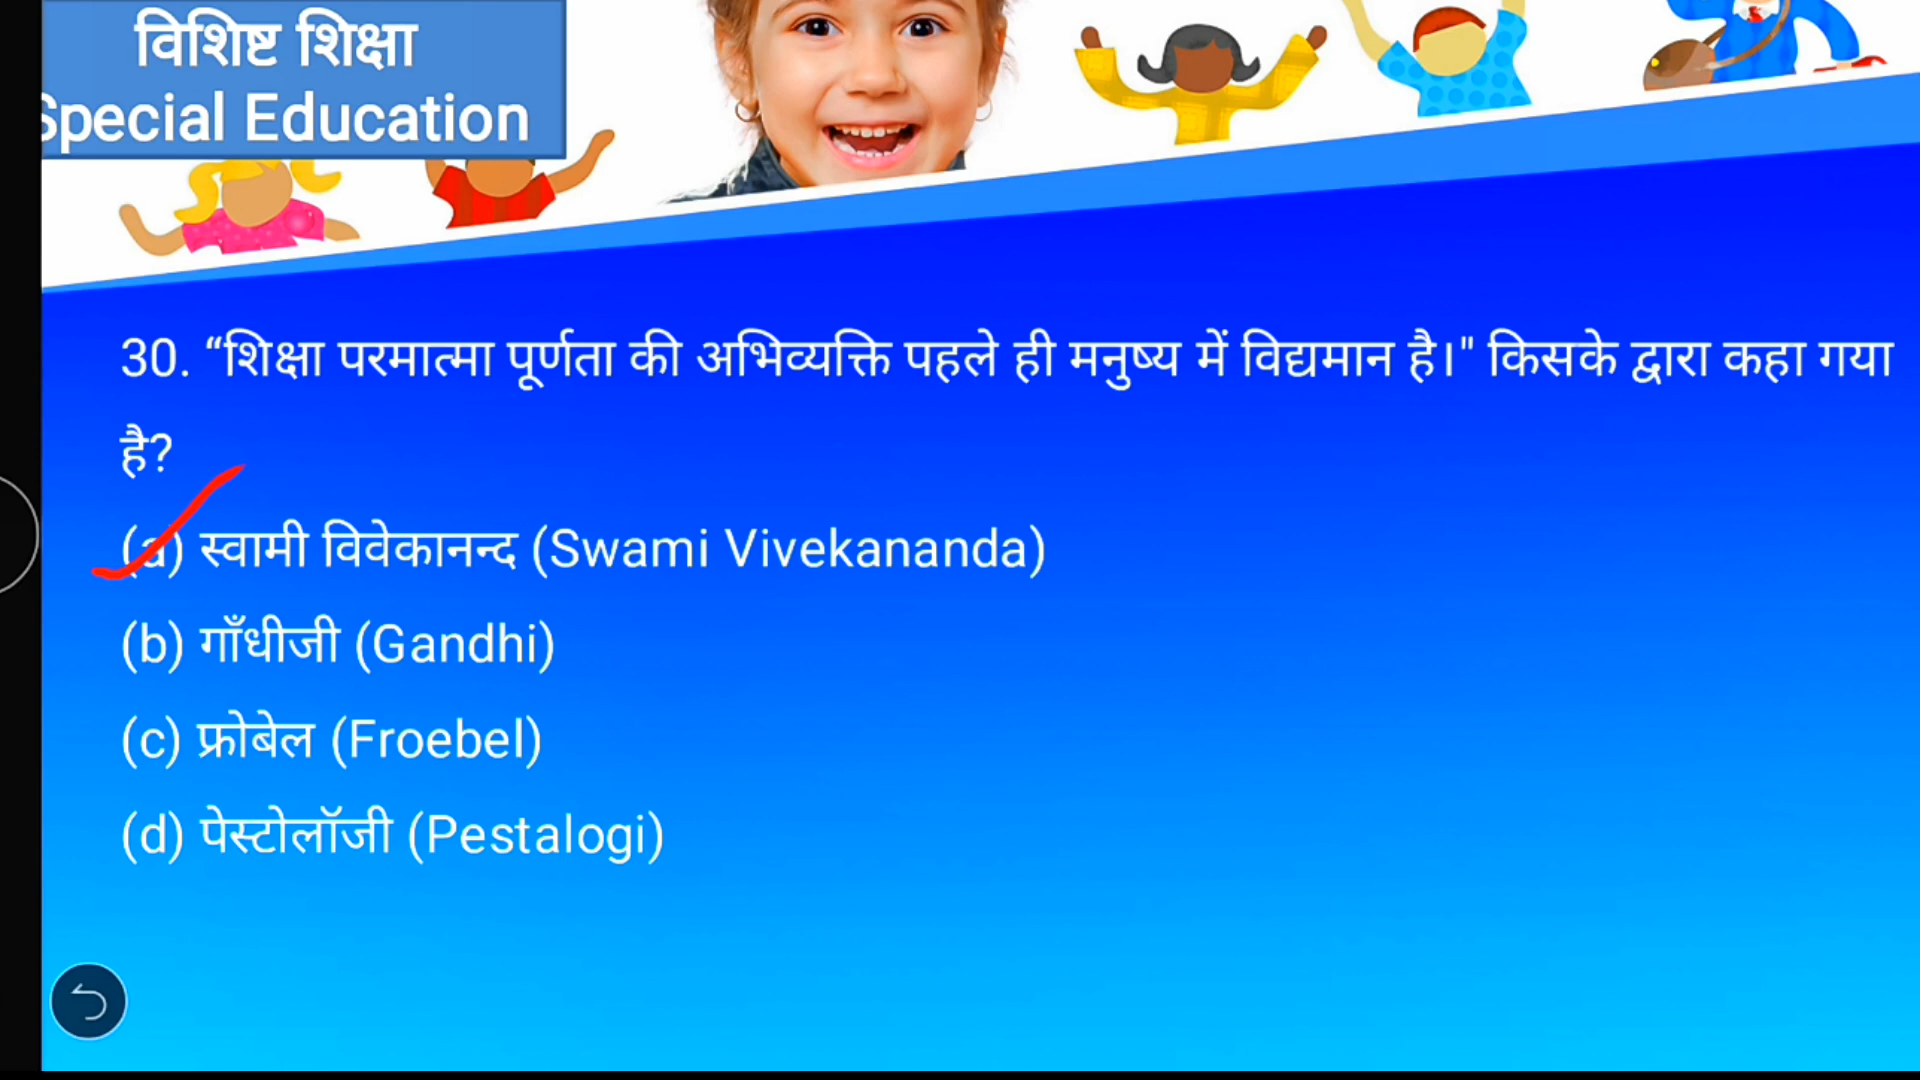 विशिष्ट शिक्षा
Special Education
30. “शिक्षा परमात्मा पूर्णता की अभिव्यक्ति पहले ही मनुष्य में विद्यमान है।" किसके द्वारा कहा गया
है?
(a) स्वामी विवेकानन्द (Swami Vivekananda)
(b) गाँधीजी (Gandhi)
(c) फ्रोबेल (Froebel)
(d) पेस्टोलॉजी (Pestalogi)